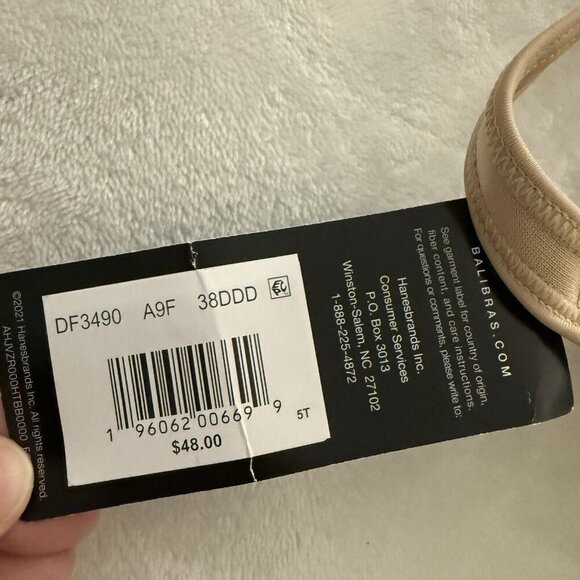 DF3490 A9F 38DDD
1 96062 00669 9
5T
$48.00
©2021 Hanesbrands Inc. All rights reserved.
AHJVZR000HTBB0000
Hanesbrands Inc.
Consumer Services
P.O. Box 3013
Winston-Salem, NC 27102
1-888-225-4872
BALIBRAS.COM
See garment label for country of origin,
fiber content, and care instructions.
For questions or comments, please write to: